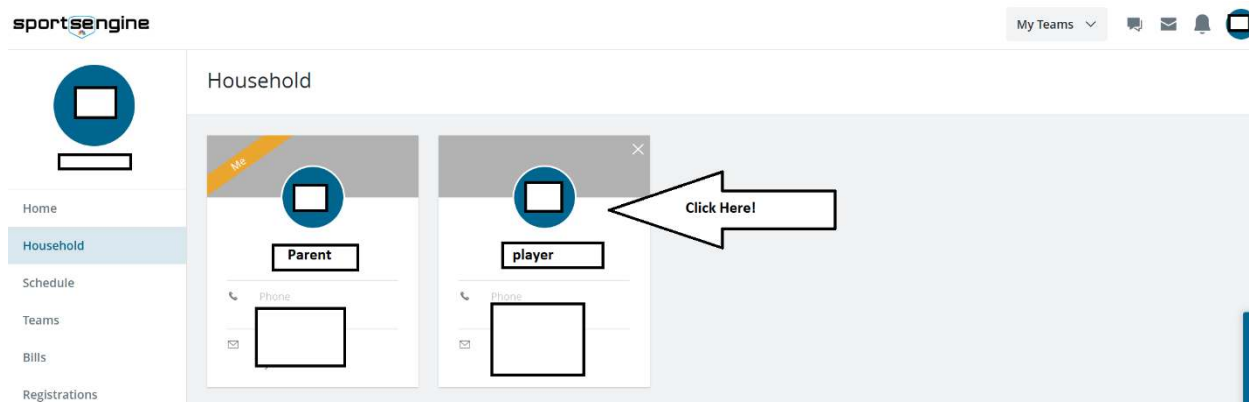 sportsengine
My Teams
Household
Me
Home
Household
Schedule
Teams
Bills
Registrations
Parent
Phone
player
Phone
Click Here!